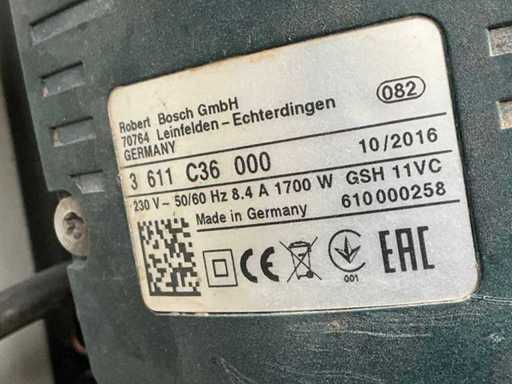 Robert Bosch GmbH
70764 Leinfelden-Echterdingen
GERMANY
082
3 611 C36 000
10/2016
230 V~ 50/60 Hz 8.4 A 1700 W GSH 11VC
Made in Germany
610000258
CE
001
EAC